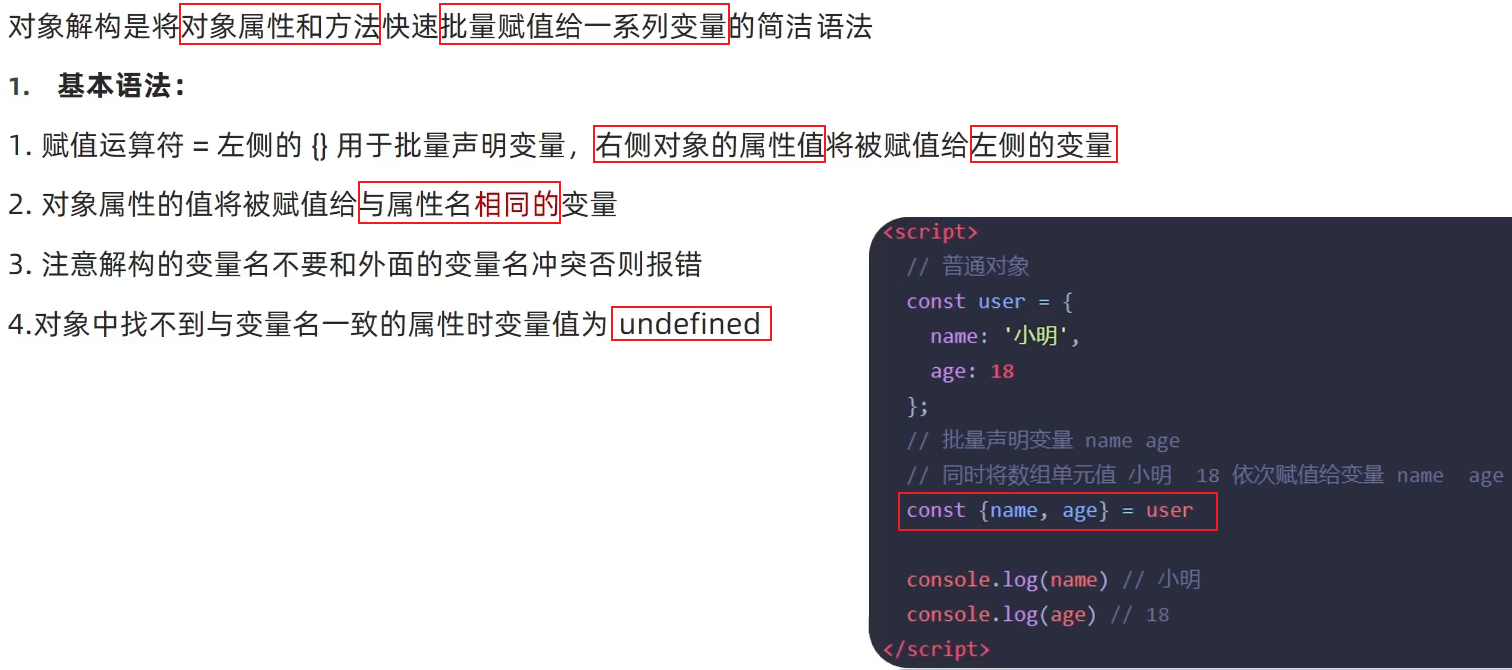 对象解构是将对象属性和方法快速批量赋值给一系列变量的简洁语法
1. 基本语法：
1. 赋值运算符 = 左侧的 {} 用于批量声明变量，右侧对象的属性值将被赋值给左侧的变量
2. 对象属性的值将被赋值给与属性名相同的变量
3. 注意解构的变量名不要和外面的变量名冲突否则报错
4.对象中找不到与变量名一致的属性时变量值为 undefined
<script>
// 普通对象
const user = {
name: '小明',
age: 18
};
// 批量声明变量 name age
// 同时将数组单元值 小明 18 依次赋值给变量 name age
const {name, age} = user
console.log(name) // 小明
console.log(age) // 18
</script>